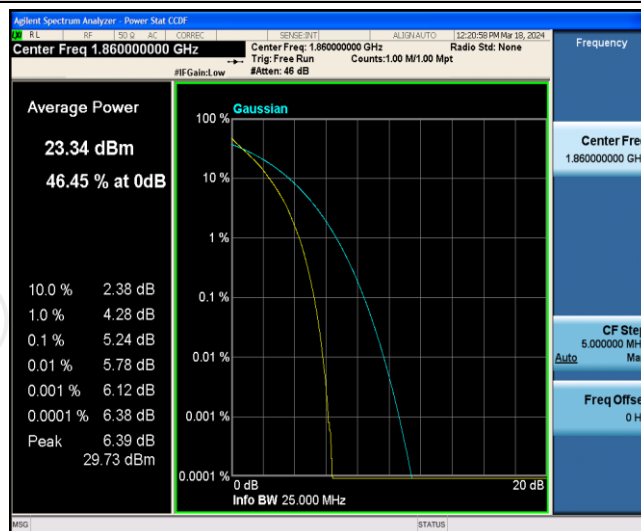 Agilent Spectrum Analyzer - Power Stat CCDF
RL RF 50 Ω AC CORREC SENSE:INT ALIGNAUTO 12:20:58 PM Mar 18, 2024
Center Freq 1.860000000 GHz
Center Freq: 1.860000000 GHz Radio Std: None
Trig: Free Run Counts:1.00 M/1.00 Mpt
#IFGain:Low #Atten: 46 dB
Frequency
Average Power
23.34 dBm
46.45 % at 0dB
10.0 % 2.38 dB
1.0 % 4.28 dB
0.1 % 5.24 dB
0.01 % 5.78 dB
0.001 % 6.12 dB
0.0001 % 6.38 dB
Peak 6.39 dB
29.73 dBm
Gaussian
100 %
10 %
1 %
0.1 %
0.01 %
0.001 %
0.0001 %
0 dB 20 dB
Info BW 25.000 MHz
Center Fre
1.860000000 GH
CF Step
5.000000 MH
Auto Ma
Freq Offse
0 H
MSG STATUS